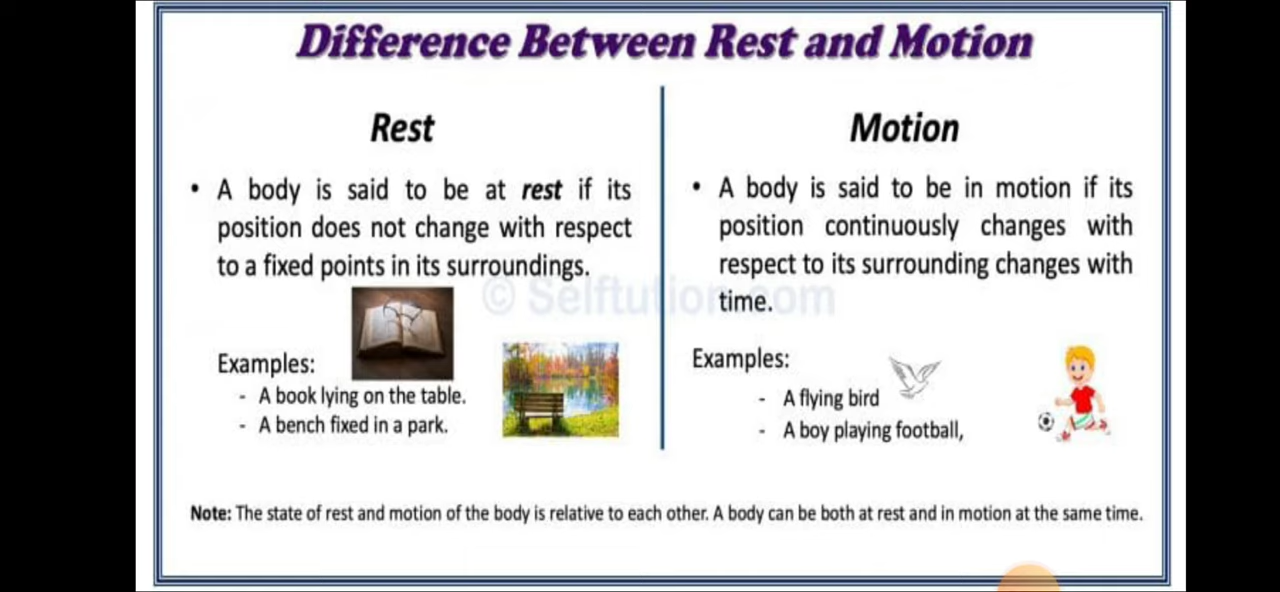 Difference Between Rest and Motion
Rest
• A body is said to be at rest if its
position does not change with respect
to a fixed points in its surroundings.
Examples:
- A book lying on the table.
- A bench fixed in a park.
Motion
• A body is said to be in motion if its
position continuously changes with
respect to its surrounding changes with
time.
Examples:
- A flying bird
- A boy playing football,
© Selftution.com
Note: The state of rest and motion of the body is relative to each other. A body can be both at rest and in motion at the same time.